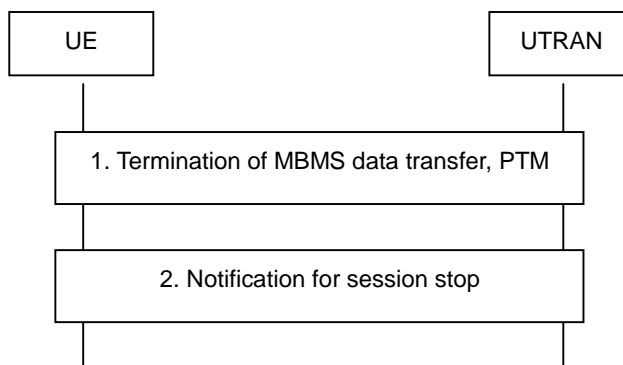 UE
UTRAN
1. Termination of MBMS data transfer, PTM
2. Notification for session stop